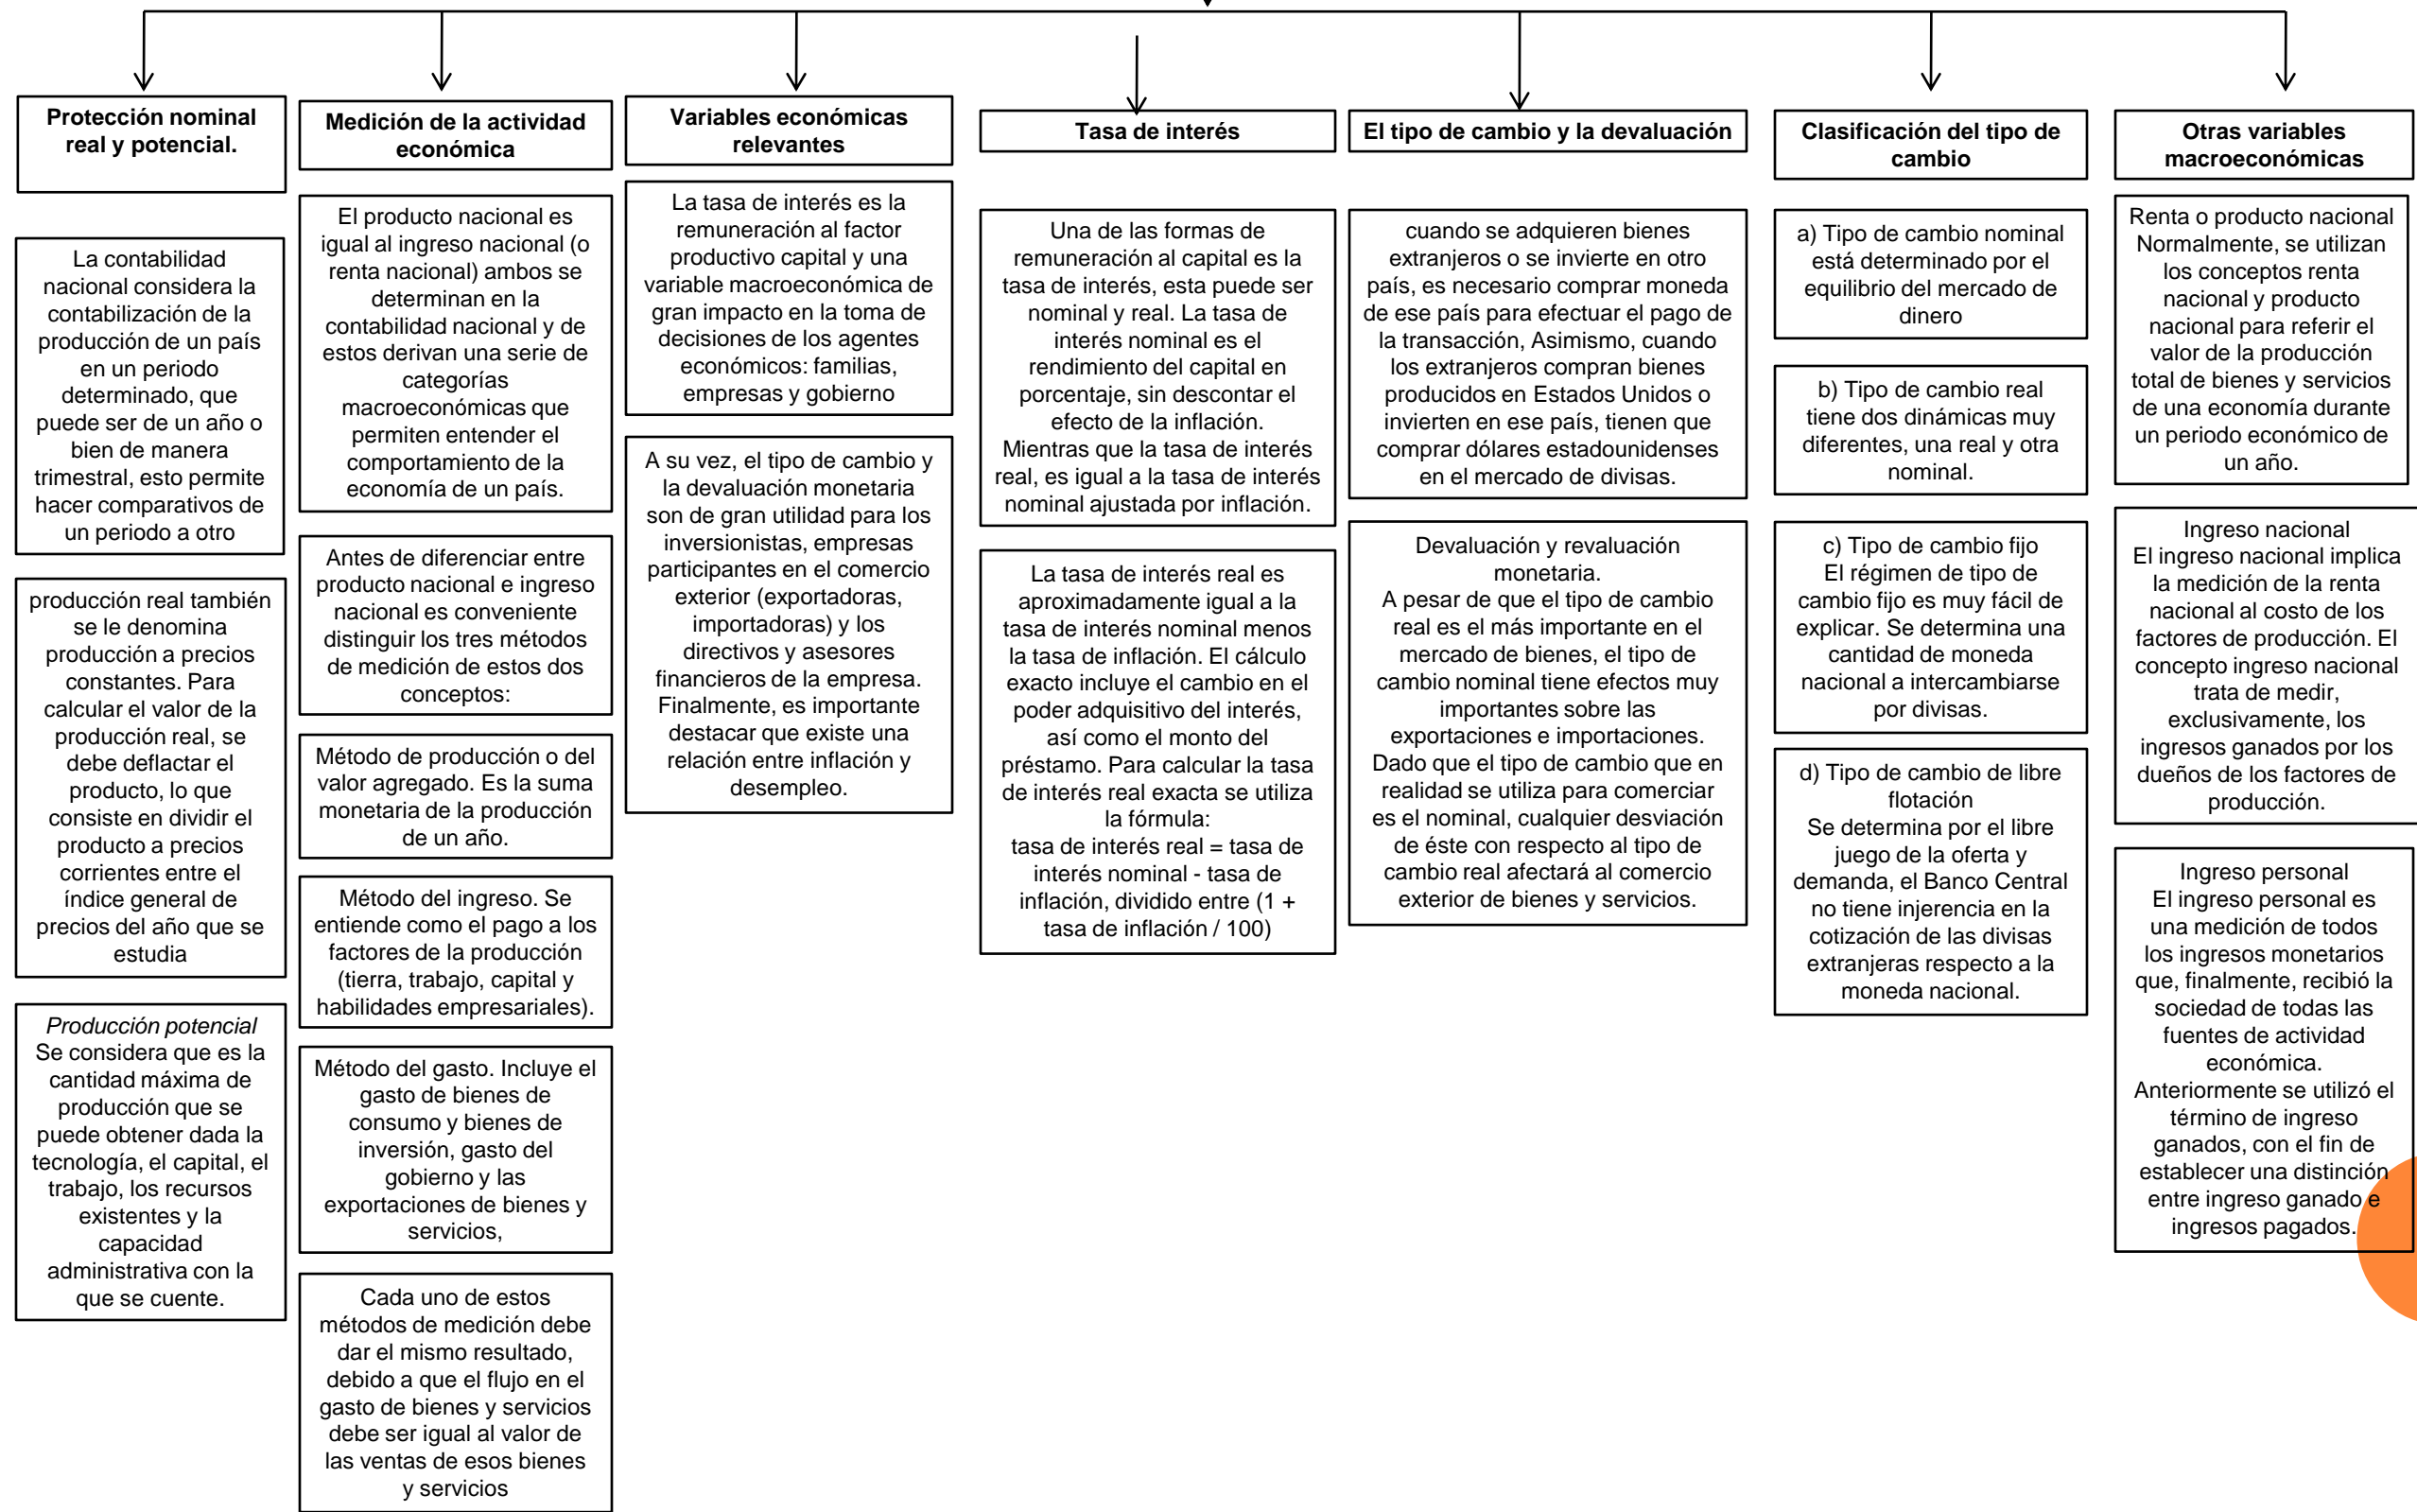 Protección nominal
real y potencial.
La contabilidad
nacional considera la
contabilización de la
producción de un país
en un periodo
determinado, que
puede ser de un año o
bien de manera
trimestral, esto permite
hacer comparativos de
un periodo a otro
producción real también
se le denomina
producción a precios
constantes. Para
calcular el valor de la
producción real, se
debe deflactar el
producto, lo que
consiste en dividir el
producto a precios
corrientes entre el
índice general de
precios del año que se
estudia
Producción potencial
Se considera que es la
cantidad máxima de
producción que se
puede obtener dada la
tecnología, el capital, el
trabajo, los recursos
existentes y la
capacidad
administrativa con la
que se cuente.
Medición de la actividad
económica
El producto nacional es
igual al ingreso nacional (o
renta nacional) ambos se
determinan en la
contabilidad nacional y de
estos derivan una serie de
categorías
macroeconómicas que
permiten entender el
comportamiento de la
economía de un país.
Antes de diferenciar entre
producto nacional e ingreso
nacional es conveniente
distinguir los tres métodos
de medición de estos dos
conceptos:
Método de producción o del
valor agregado. Es la suma
monetaria de la producción
de un año.
Método del ingreso. Se
entiende como el pago a los
factores de la producción
(tierra, trabajo, capital y
habilidades empresariales).
Método del gasto. Incluye el
gasto de bienes de
consumo y bienes de
inversión, gasto del
gobierno y las
exportaciones de bienes y
servicios,
Cada uno de estos
métodos de medición debe
dar el mismo resultado,
debido a que el flujo en el
gasto de bienes y servicios
debe ser igual al valor de
las ventas de esos bienes
y servicios
Variables económicas
relevantes
La tasa de interés es la
remuneración al factor
productivo capital y una
variable macroeconómica de
gran impacto en la toma de
decisiones de los agentes
económicos: familias,
empresas y gobierno
A su vez, el tipo de cambio y
la devaluación monetaria
son de gran utilidad para los
inversionistas, empresas
participantes en el comercio
exterior (exportadoras,
importadoras) y los
directivos y asesores
financieros de la empresa.
Finalmente, es importante
destacar que existe una
relación entre inflación y
desempleo.
Tasa de interés
Una de las formas de
remuneración al capital es la
tasa de interés, esta puede ser
nominal y real. La tasa de
interés nominal es el
rendimiento del capital en
porcentaje, sin descontar el
efecto de la inflación.
Mientras que la tasa de interés
real, es igual a la tasa de interés
nominal ajustada por inflación.
La tasa de interés real es
aproximadamente igual a la
tasa de interés nominal menos
la tasa de inflación. El cálculo
exacto incluye el cambio en el
poder adquisitivo del interés,
así como el monto del
préstamo. Para calcular la tasa
de interés real exacta se utiliza
la fórmula:
tasa de interés real = tasa de
interés nominal - tasa de
inflación, dividido entre (1 +
tasa de inflación / 100)
El tipo de cambio y la devaluación
cuando se adquieren bienes
extranjeros o se invierte en otro
país, es necesario comprar moneda
de ese país para efectuar el pago de
la transacción, Asimismo, cuando
los extranjeros compran bienes
producidos en Estados Unidos o
invierten en ese país, tienen que
comprar dólares estadounidenses
en el mercado de divisas.
Devaluación y revaluación
monetaria.
A pesar de que el tipo de cambio
real es el más importante en el
mercado de bienes, el tipo de
cambio nominal tiene efectos muy
importantes sobre las
exportaciones e importaciones.
Dado que el tipo de cambio que en
realidad se utiliza para comerciar
es el nominal, cualquier desviación
de éste con respecto al tipo de
cambio real afectará al comercio
exterior de bienes y servicios.
Clasificación del tipo de
cambio
a) Tipo de cambio nominal
está determinado por el
equilibrio del mercado de
dinero
b) Tipo de cambio real
tiene dos dinámicas muy
diferentes, una real y otra
nominal.
c) Tipo de cambio fijo
El régimen de tipo de
cambio fijo es muy fácil de
explicar. Se determina una
cantidad de moneda
nacional a intercambiarse
por divisas.
d) Tipo de cambio de libre
flotación
Se determina por el libre
juego de la oferta y
demanda, el Banco Central
no tiene injerencia en la
cotización de las divisas
extranjeras respecto a la
moneda nacional.
Otras variables
macroeconómicas
Renta o producto nacional
Normalmente, se utilizan
los conceptos renta
nacional y producto
nacional para referir el
valor de la producción
total de bienes y servicios
de una economía durante
un periodo económico de
un año.
Ingreso nacional
El ingreso nacional implica
la medición de la renta
nacional al costo de los
factores de producción. El
concepto ingreso nacional
trata de medir,
exclusivamente, los
ingresos ganados por los
dueños de los factores de
producción.
Ingreso personal
El ingreso personal es
una medición de todos
los ingresos monetarios
que, finalmente, recibió la
sociedad de todas las
fuentes de actividad
económica.
Anteriormente se utilizó el
término de ingreso
ganados, con el fin de
establecer una distinción
entre ingreso ganado e
ingresos pagados.